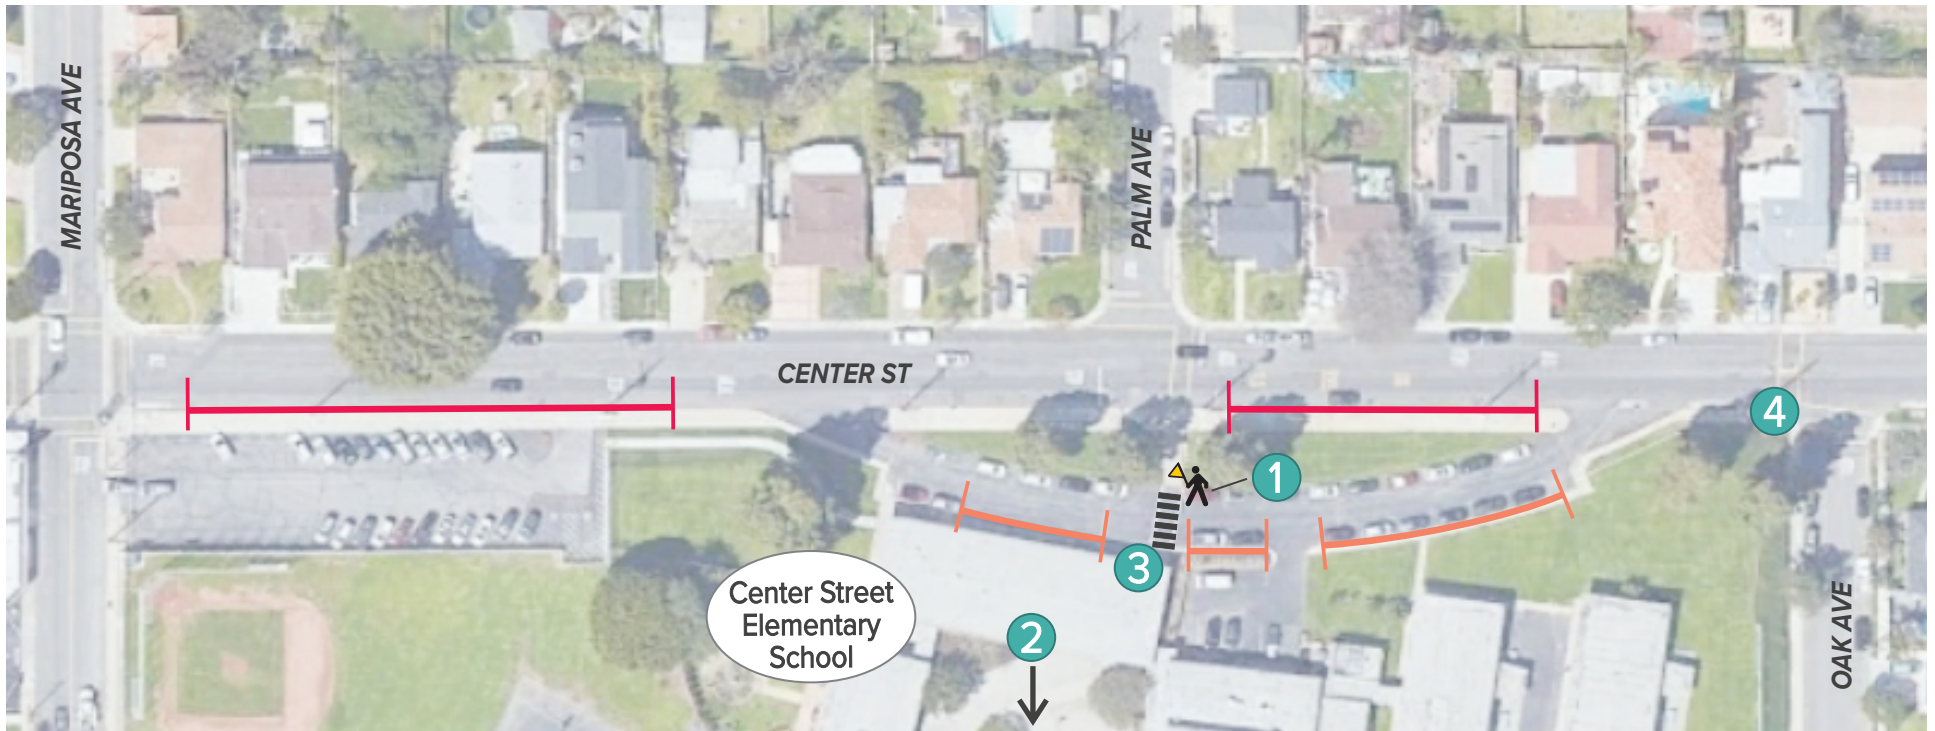 MARIPOSA AVE
PALM AVE
CENTER ST
4
1
3
Center Street
Elementary
School
2
OAK AVE